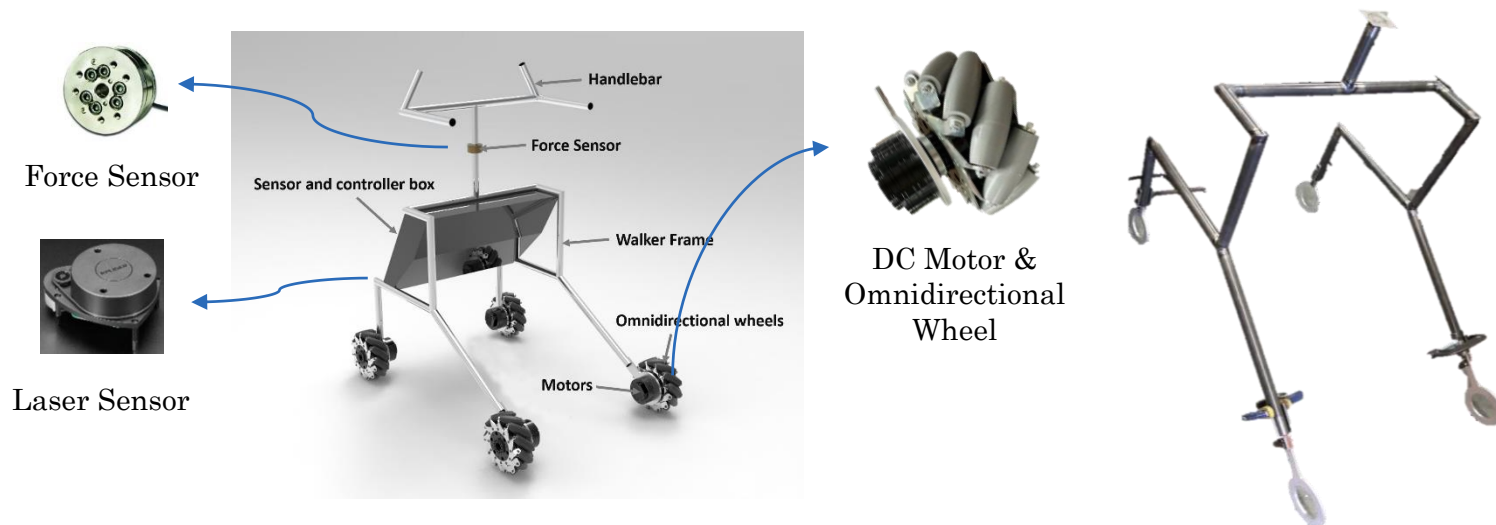 Force Sensor
Laser Sensor
Handlebar
Force Sensor
Sensor and controller box
Walker Frame
Omnidirectional wheels
Motors
DC Motor &
Omnidirectional
Wheel